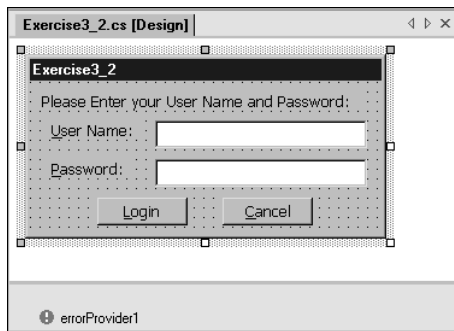 Exercise3_2.cs [Design]
Exercise3_2
Please Enter your User Name and Password:
User Name:
Password:
Login Cancel
errorProvider1